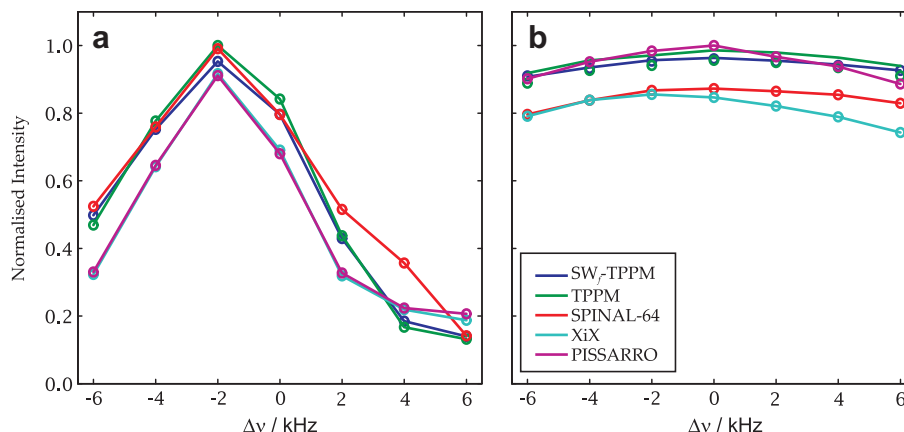 a
b
Normalised Intensity
1.0
0.8
0.6
0.4
0.2
0.0
-6 -4 -2 0 2 4 6
-6 -4 -2 0 2 4 6
Δν / kHz
Δν / kHz
SWf-TPPM
TPPM
SPINAL-64
XiX
PISSARRO